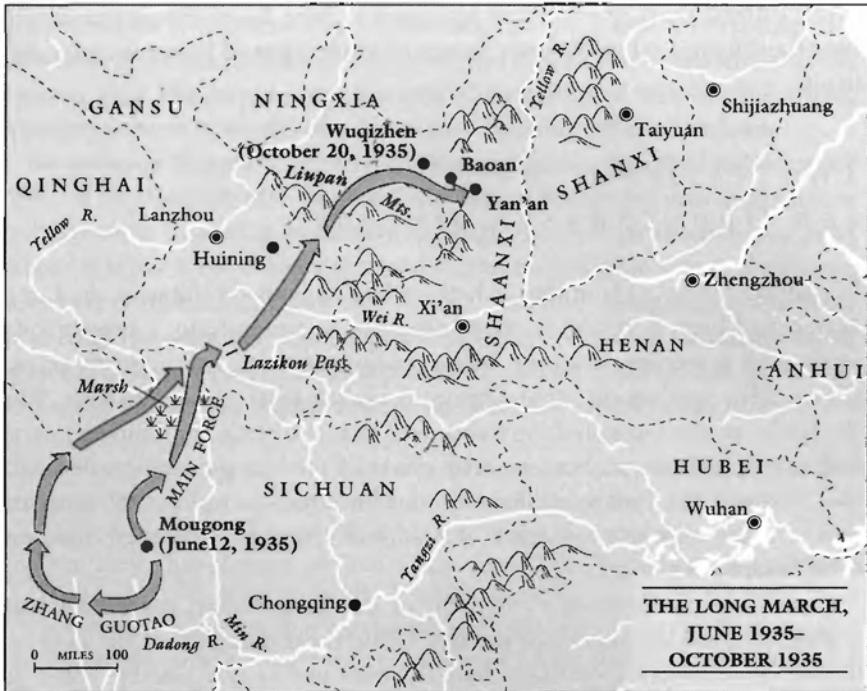 GANSU
NINGXIA
Yellow R.
Shijiazhuang
Taiyuan
Wuqizhen
(October 20, 1935)
Baoan
SHANXI
QINGHAI
Liupan
Mts.
Yan'an
Yellow R.
Lanzhou
Huining
SHAANXI
Zhengzhou
Wei R.
Xi'an
HENAN
Lazikou Pass
ANHUI
Marsh
MAIN FORCE
HUBEI
SICHUAN
Wuhan
Mougong
(June12, 1935)
Yangzi R.
Chongqing
ZHANG GUOTAO
Dadong R.
Min R.
THE LONG MARCH,
JUNE 1935–
OCTOBER 1935
0 MILES 100